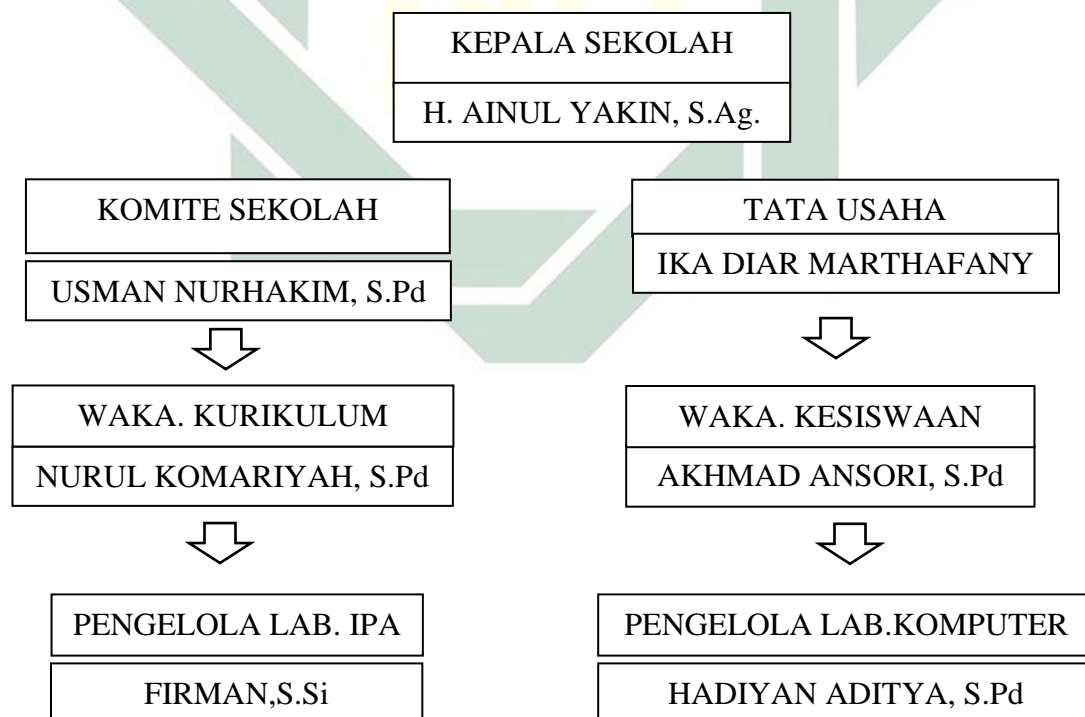 KEPALA SEKOLAH
H. AINUL YAKIN, S.Ag.
KOMITE SEKOLAH
USMAN NURHAKIM, S.Pd
TATA USAHA
IKA DIAR MARTHAFANY
WAKA. KURIKULUM
NURUL KOMARIYAH, S.Pd
WAKA. KESISWAAN
AKHMAD ANSORI, S.Pd
PENGELOLA LAB. IPA
FIRMAN,S.Si
PENGELOLA LAB.KOMPUTER
HADIYAN ADITYA, S.Pd